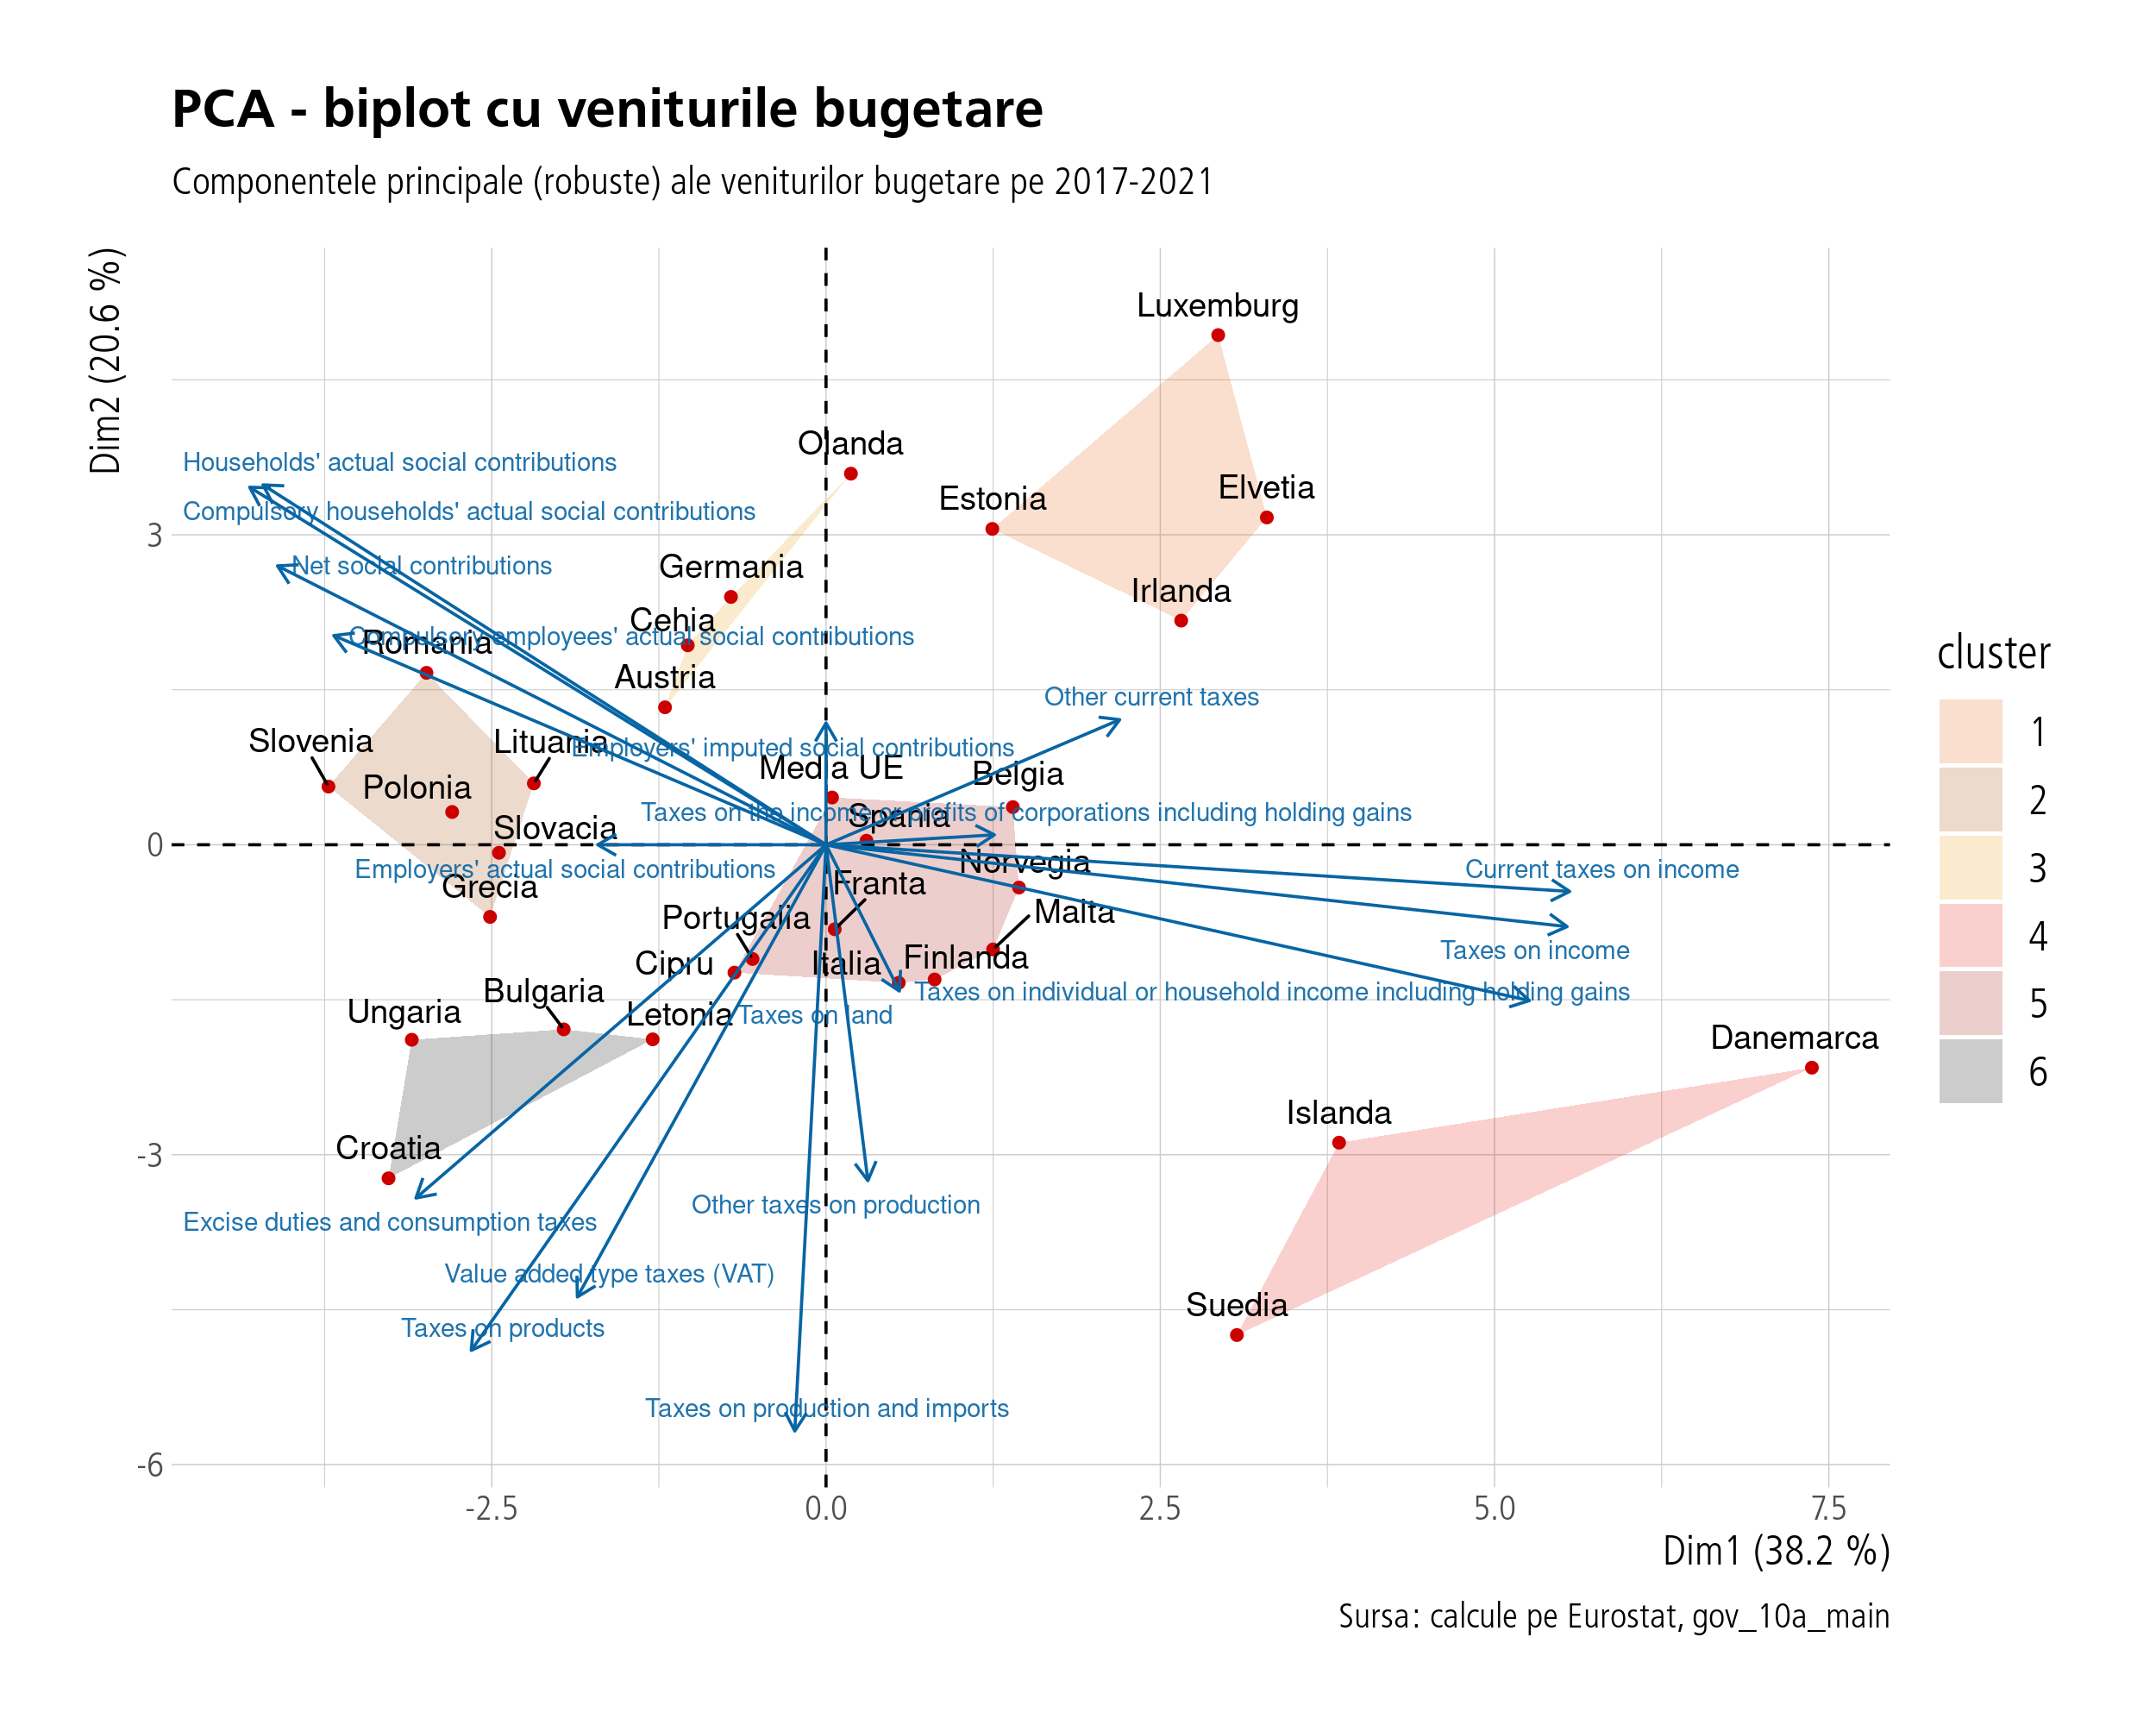 PCA - biplot cu veniturile bugetare
Componentele principale (robuste) ale veniturilor bugetare pe 2017-2021
Dim2 (20.6 %)
Luxemburg
Olanda
Households' actual social contributions
Elvetia
Estonia
Compulsory households' actual social contributions
3
Net social contributions
Germania
Irlanda
Cehia
Compulsory employees' actual social contributions
Romania
cluster
Austria
Other current taxes
1
Slovenia
Lituania
Employers' imputed social contributions
Media UE
Belgia
Polonia
2
Taxes on the income or profits of corporations including holding gains
Spania
Slovacia
0
Norvegia
Employers' actual social contributions
Current taxes on income
3
Grecia
Franta
Portugalia
Malta
4
Taxes on income
Cipru
Italia
Finlanda
Bulgaria
Taxes on individual or household income including holding gains
5
Ungaria
Letonia
Taxes on land
Danemarca
6
Islanda
Croatia
-3
Other taxes on production
Excise duties and consumption taxes
Value added type taxes (VAT)
Suedia
Taxes on products
Taxes on production and imports
-6
-2.5
0.0
2.5
5.0
7.5
Dim1 (38.2 %)
Sursa: calcule pe Eurostat, gov_10a_main